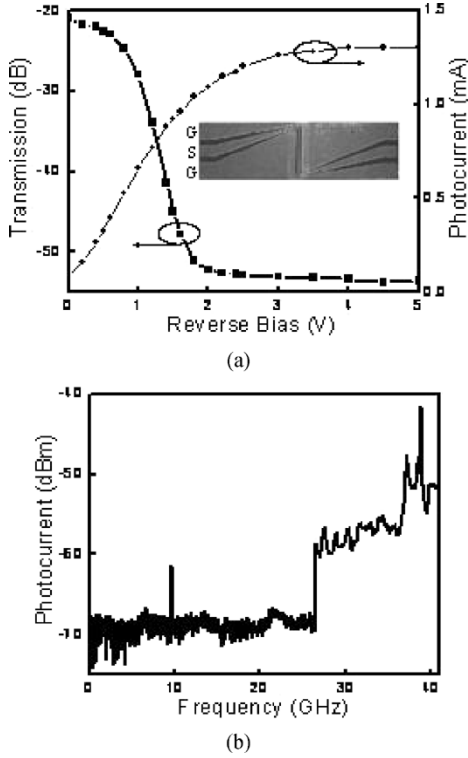 -20
-30
-40
-50
Transmission (dB)
1.5
1.0
0.5
0.0
Photocurrent (mA)
G
S
G
0 1 2 3 4 5
Reverse Bias (V)
(a)
-40
-50
-60
-70
Photocurrent (dBm)
0 10 20 30 40
Frequency (GHz)
(b)